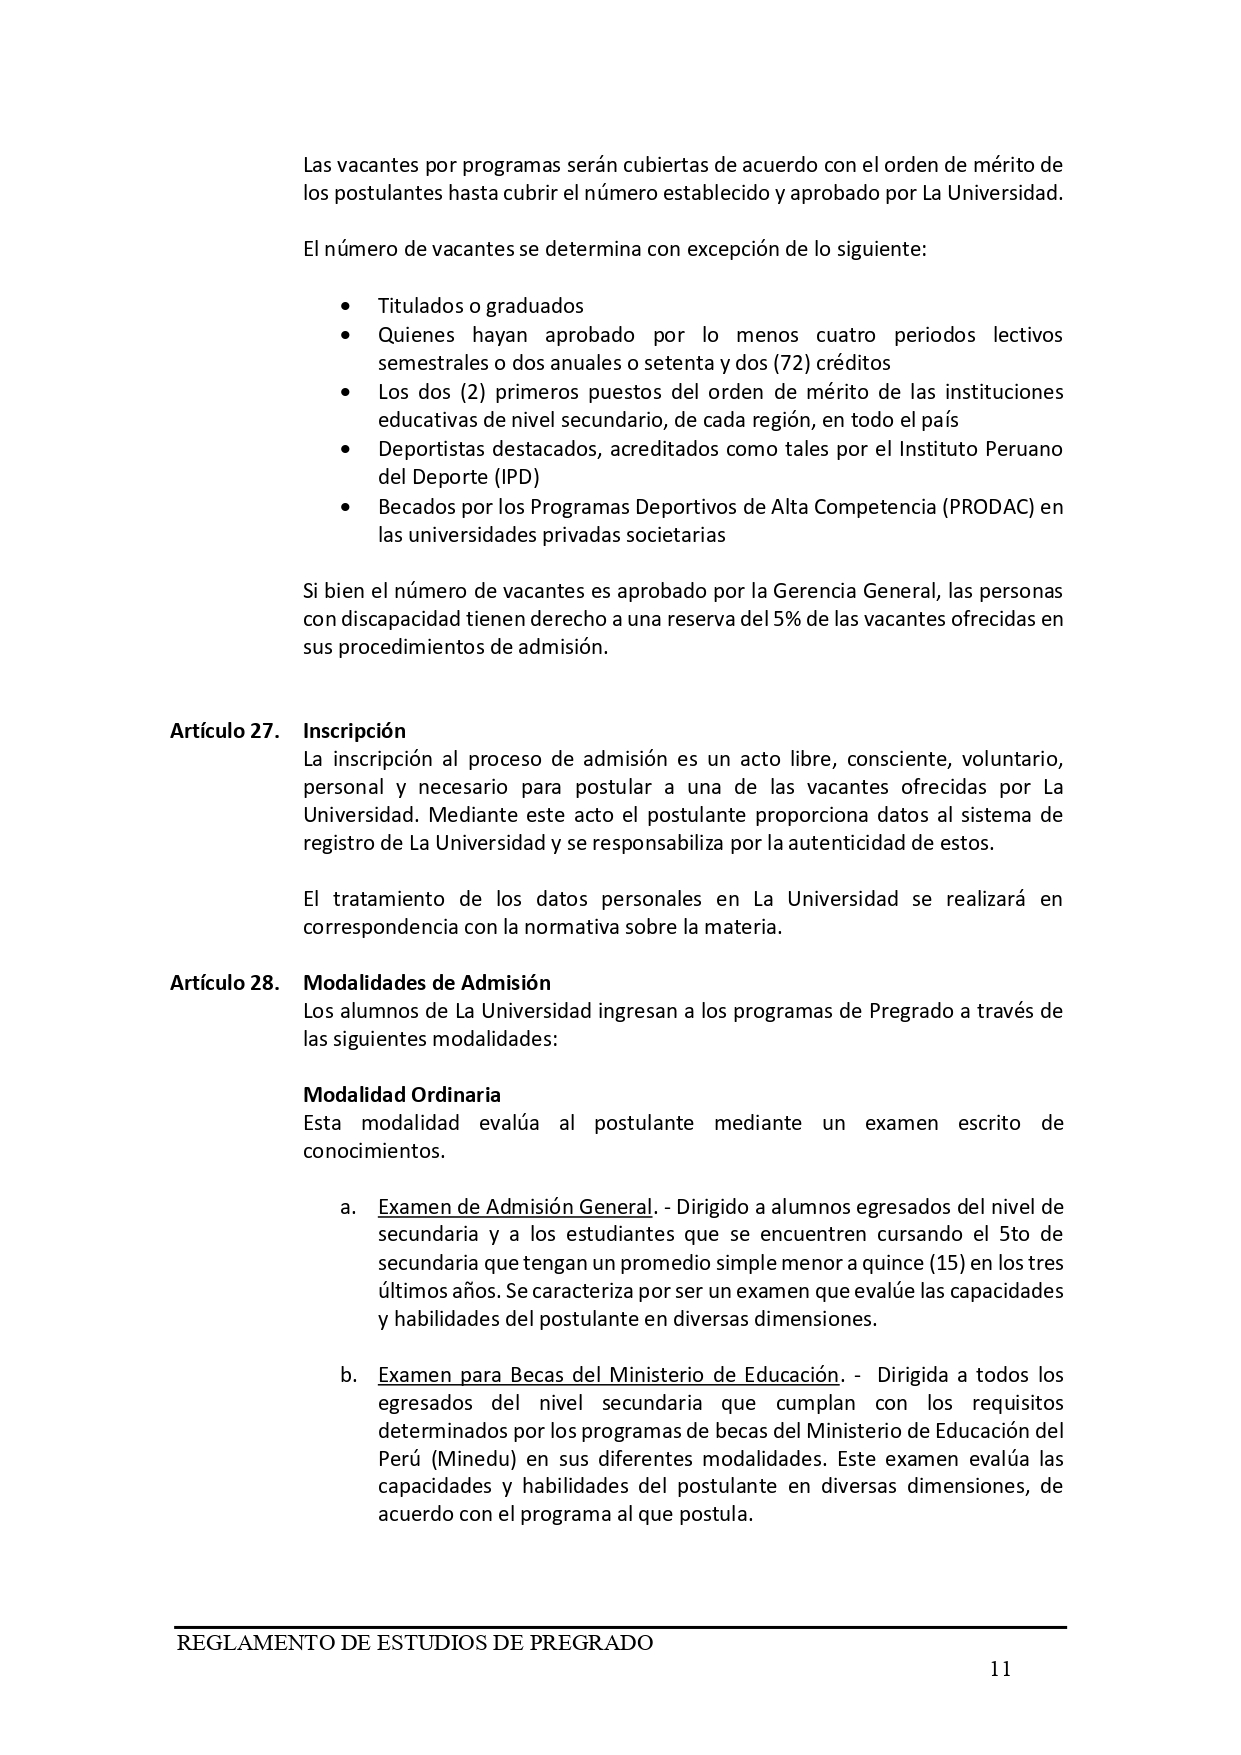 Las vacantes por programas serán cubiertas de acuerdo con el orden de mérito de
los postulantes hasta cubrir el número establecido y aprobado por La Universidad.
El número de vacantes se determina con excepción de lo siguiente:
• Titulados o graduados
• Quienes hayan aprobado por lo menos cuatro periodos lectivos
semestrales o dos anuales o setenta y dos (72) créditos
• Los dos (2) primeros puestos del orden de mérito de las instituciones
educativas de nivel secundario, de cada región, en todo el país
• Deportistas destacados, acreditados como tales por el Instituto Peruano
del Deporte (IPD)
• Becados por los Programas Deportivos de Alta Competencia (PRODAC) en
las universidades privadas societarias
Si bien el número de vacantes es aprobado por la Gerencia General, las personas
con discapacidad tienen derecho a una reserva del 5% de las vacantes ofrecidas en
sus procedimientos de admisión.
Artículo 27. Inscripción
La inscripción al proceso de admisión es un acto libre, consciente, voluntario,
personal y necesario para postular a una de las vacantes ofrecidas por La
Universidad. Mediante este acto el postulante proporciona datos al sistema de
registro de La Universidad y se responsabiliza por la autenticidad de estos.
El tratamiento de los datos personales en La Universidad se realizará en
correspondencia con la normativa sobre la materia.
Artículo 28. Modalidades de Admisión
Los alumnos de La Universidad ingresan a los programas de Pregrado a través de
las siguientes modalidades:
Modalidad Ordinaria
Esta modalidad evalúa al postulante mediante un examen escrito de
conocimientos.
a. Examen de Admisión General. - Dirigido a alumnos egresados del nivel de
secundaria y a los estudiantes que se encuentren cursando el 5to de
secundaria que tengan un promedio simple menor a quince (15) en los tres
últimos años. Se caracteriza por ser un examen que evalúe las capacidades
y habilidades del postulante en diversas dimensiones.
b. Examen para Becas del Ministerio de Educación. - Dirigida a todos los
egresados del nivel secundaria que cumplan con los requisitos
determinados por los programas de becas del Ministerio de Educación del
Perú (Minedu) en sus diferentes modalidades. Este examen evalúa las
capacidades y habilidades del postulante en diversas dimensiones, de
acuerdo con el programa al que postula.
REGLAMENTO DE ESTUDIOS DE PREGRADO
11